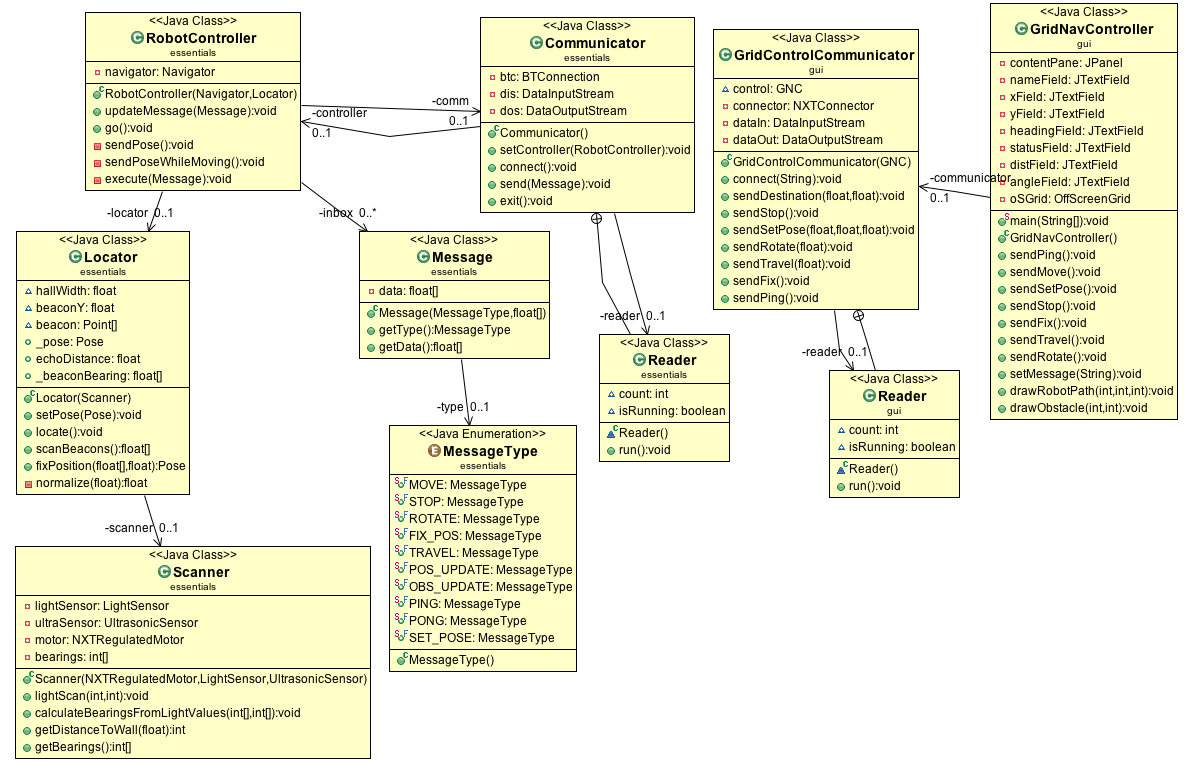 <<Java Class>>
RobotController
essentials
navigator: Navigator
RobotController(Navigator,Locator)
updateMessage(Message):void
go():void
sendPose():void
sendPoseWhileMoving():void
execute(Message):void
<<Java Class>>
Communicator
essentials
btc: BTConnection
dis: DataInputStream
dos: DataOutputStream
Communicator()
setController(RobotController):void
connect():void
send(Message):void
exit():void
<<Java Class>>
GridControlCommunicator
gui
control: GNC
connector: NXTConnector
dataIn: DataInputStream
dataOut: DataOutputStream
GridControlCommunicator(GNC)
connect(String):void
sendDestination(float,float):void
sendStop():void
sendSetPose(float,float,float):void
sendRotate(float):void
sendTravel(float):void
sendFix():void
sendPing():void
<<Java Class>>
GridNavController
gui
contentPane: JPanel
nameField: JTextField
xField: JTextField
yField: JTextField
headingField: JTextField
statusField: JTextField
distField: JTextField
angleField: JTextField
oSGrid: OffScreenGrid
main(String[]):void
GridNavController()
sendPing():void
sendMove():void
sendSetPose():void
sendStop():void
sendFix():void
sendTravel():void
sendRotate():void
setMessage(String):void
drawRobotPath(int,int,int):void
drawObstacle(int,int):void
-comm
0..1
-controller
0..1
-communicator
0..1
-locator 0..1
-inbox 0..*
-reader 0..1
-reader 0..1
<<Java Class>>
Locator
essentials
hallWidth: float
beaconY: float
beacon: Point[]
_pose: Pose
echoDistance: float
_beaconBearing: float[]
Locator(Scanner)
setPose(Pose):void
locate():void
scanBeacons():float[]
fixPosition(float[],float):Pose
normalize(float):float
<<Java Class>>
Message
essentials
data: float[]
Message(MessageType,float[])
getType():MessageType
getData():float[]
<<Java Class>>
Reader
essentials
count: int
isRunning: boolean
Reader()
run():void
<<Java Class>>
Reader
gui
count: int
isRunning: boolean
Reader()
run():void
-type 0..1
<<Java Enumeration>>
MessageType
essentials
MOVE: MessageType
STOP: MessageType
ROTATE: MessageType
FIX_POS: MessageType
TRAVEL: MessageType
POS_UPDATE: MessageType
OBS_UPDATE: MessageType
PING: MessageType
PONG: MessageType
SET_POSE: MessageType
MessageType()
-scanner 0..1
<<Java Class>>
Scanner
essentials
lightSensor: LightSensor
ultraSensor: UltrasonicSensor
motor: NXTRegulatedMotor
bearings: int[]
Scanner(NXTRegulatedMotor,LightSensor,UltrasonicSensor)
lightScan(int,int):void
calculateBearingsFromLightValues(int[],int[]):void
getDistanceToWall(float):int
getBearings():int[]